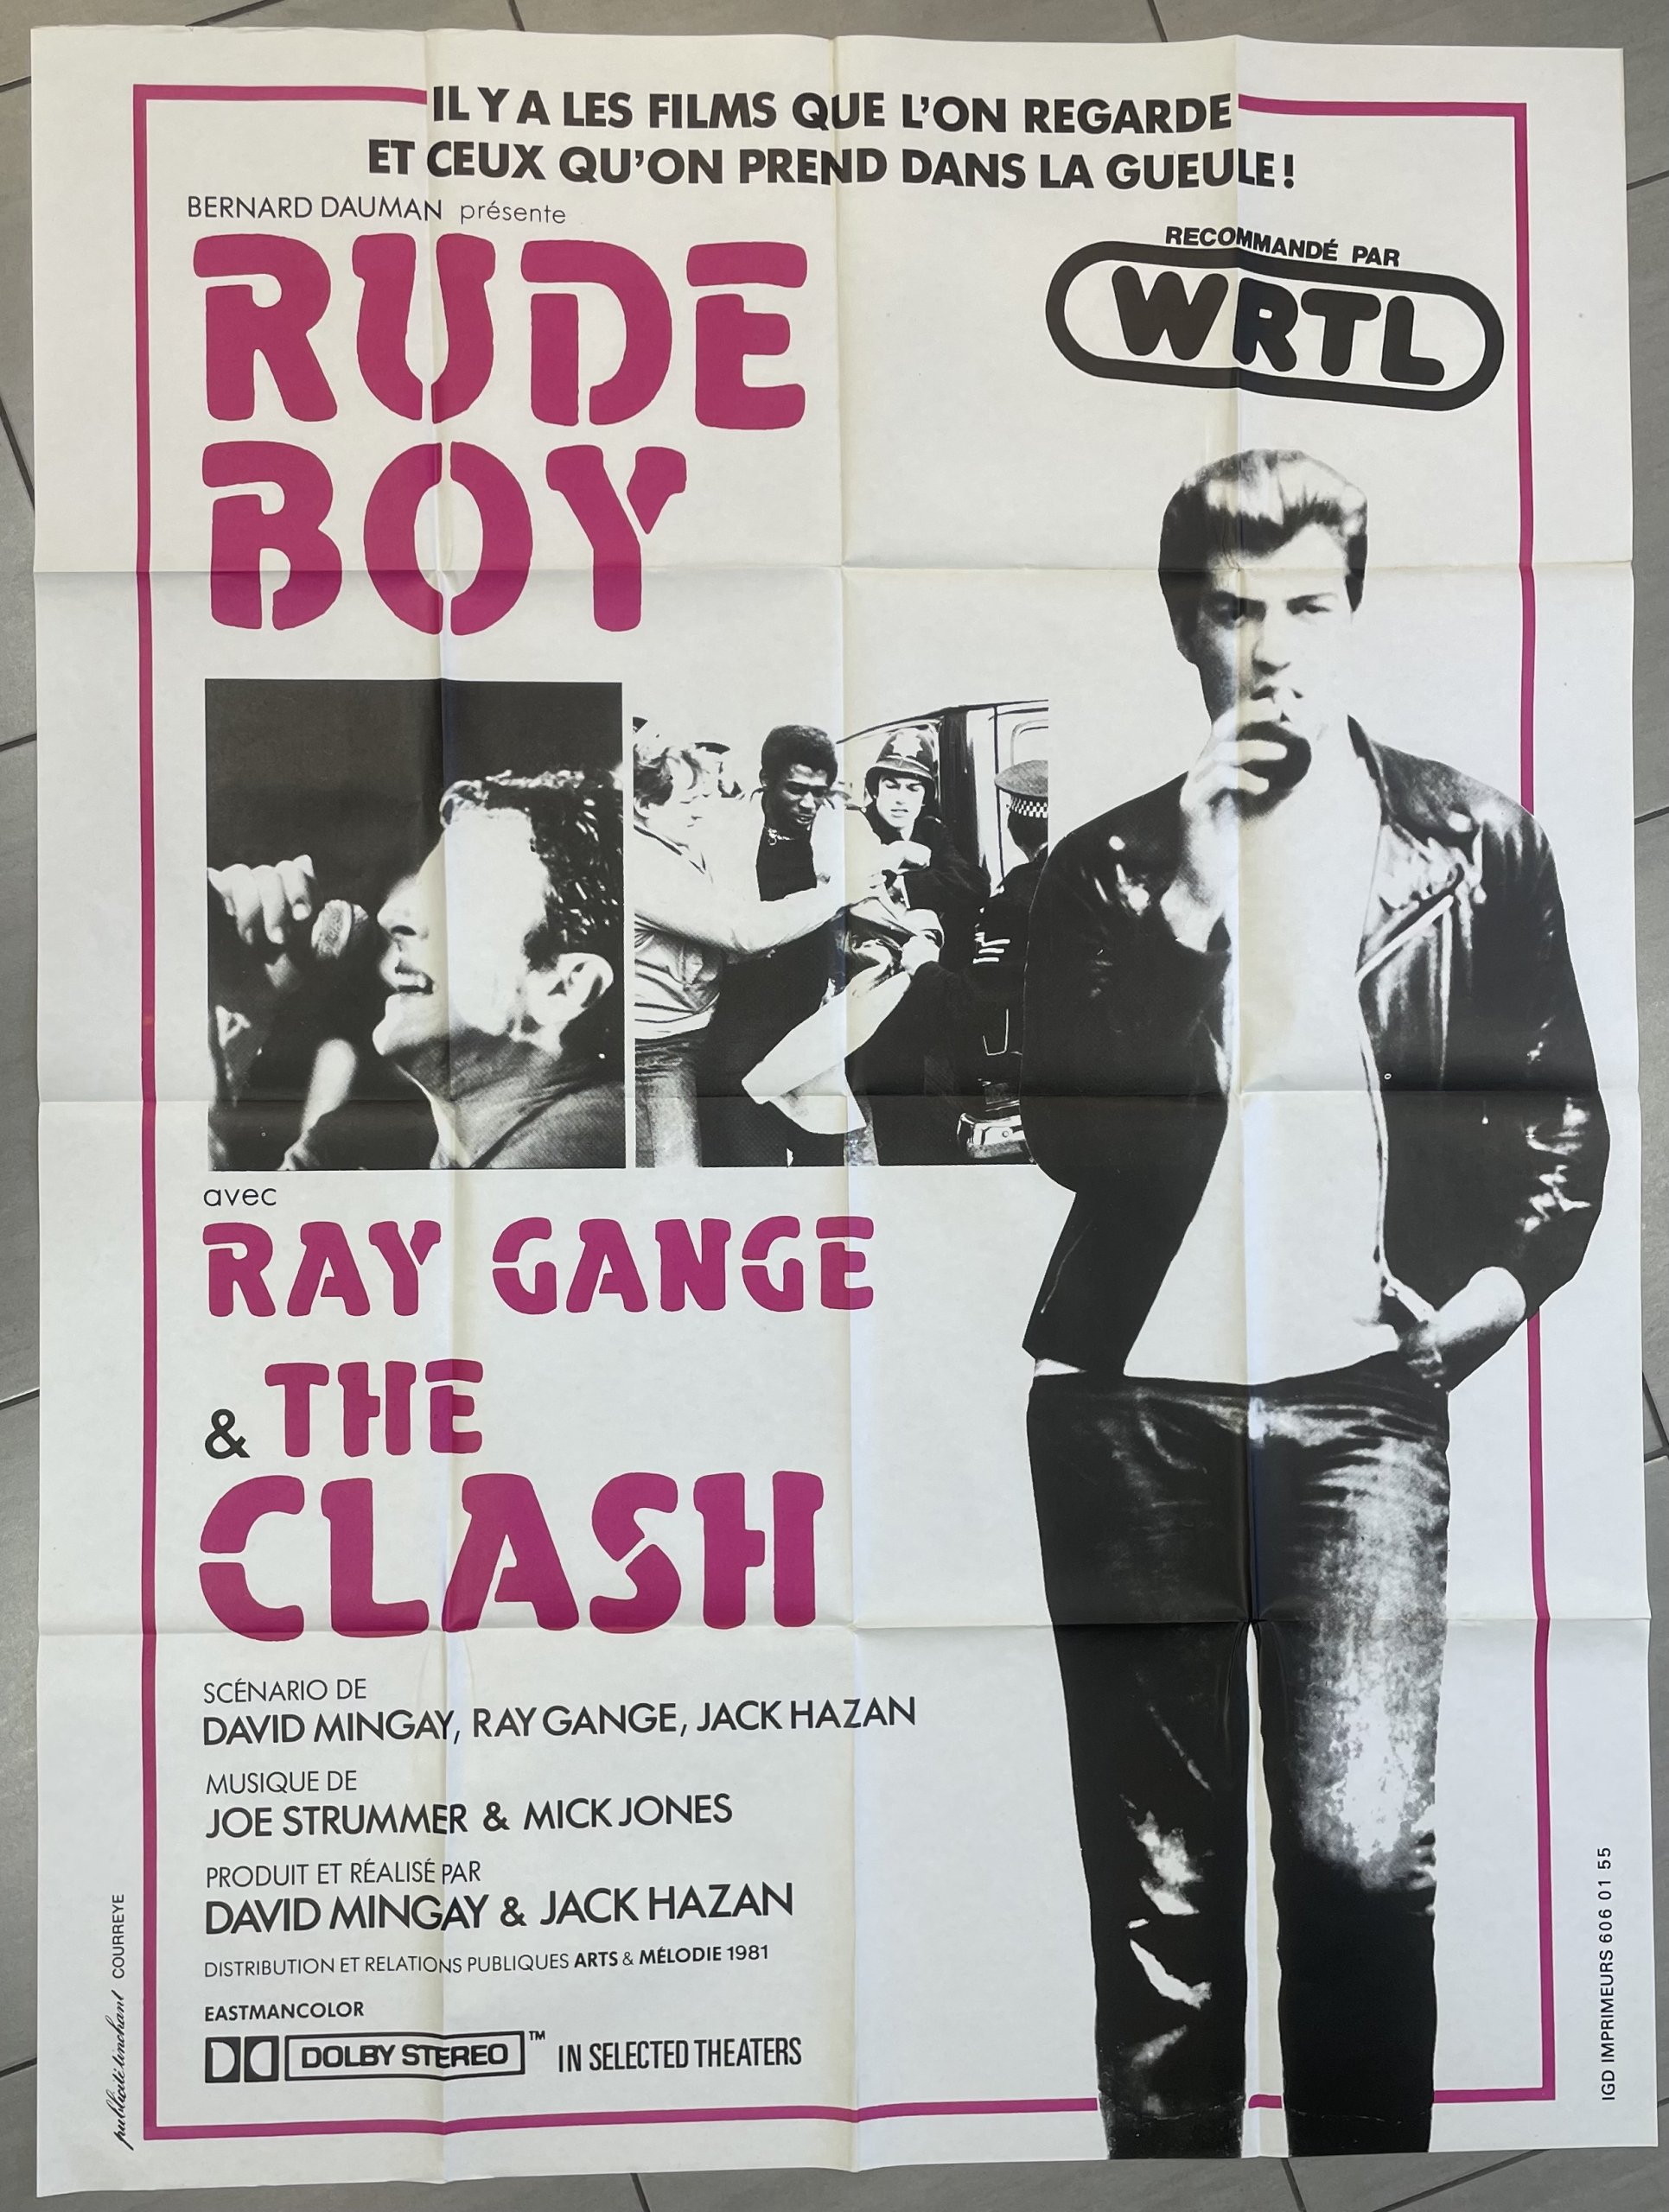 IL Y A LES FILMS QUE L'ON REGARDE
ET CEUX QU'ON PREND DANS LA GUEULE!
BERNARD DAUMAN présente
RUDE
BOY
RECOMMANDÉ PAR
WRTL
avec
RAY GANGE
& THE
CLASH
SCÉNARIO DE
DAVID MINGAY, RAY GANGE, JACK HAZAN
MUSIQUE DE
JOE STRUMMER & MICK JONES
PRODUIT ET RÉALISÉ PAR
DAVID MINGAY & JACK HAZAN
DISTRIBUTION ET RELATIONS PUBLIQUES ARTS & MÉLODIE 1981
EASTMANCOLOR
DOLBY STEREO TM IN SELECTED THEATERS
publicité linchant COURREYE
IGD IMPRIMEURS 606 01 55